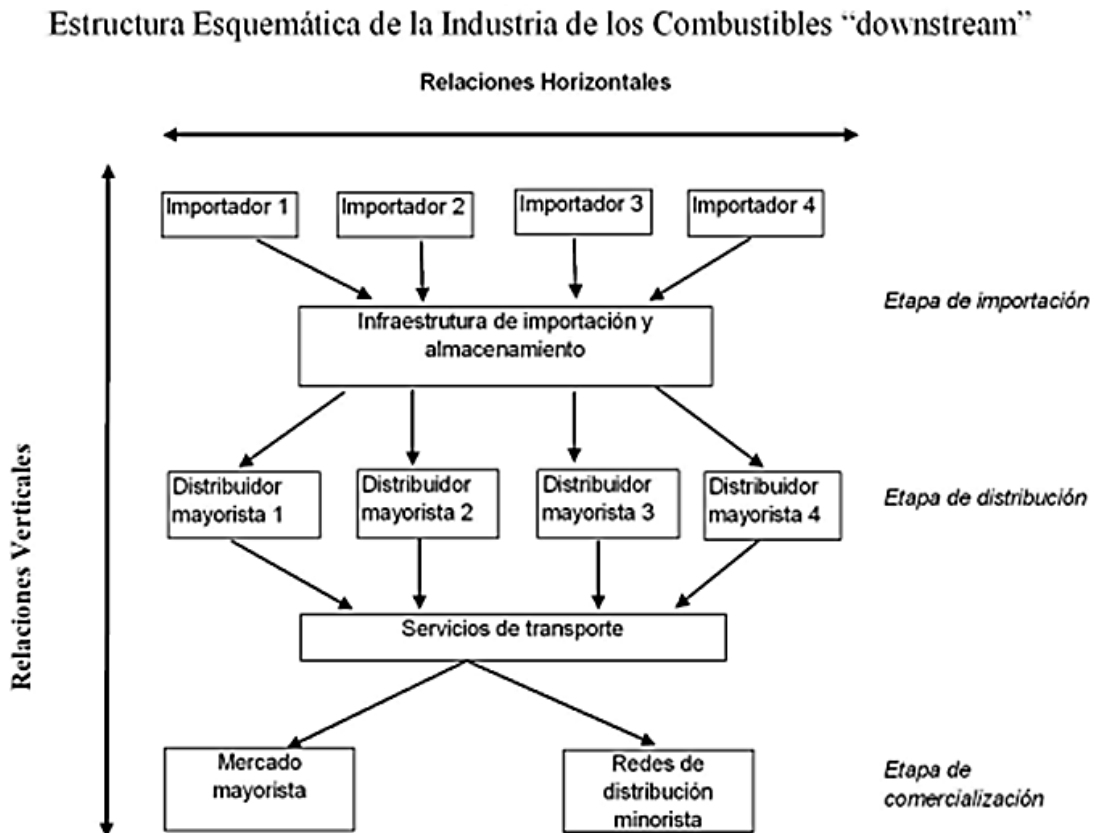 Estructura Esquemática de la Industria de los Combustibles “downstream”
Relaciones Horizontales
Importador 1
Importador 2
Importador 3
Importador 4
Etapa de importación
Infraestrutura de importación y
almacenamiento
Relaciones Verticales
Distribuidor
mayorista 1
Distribuidor
mayorista 2
Distribuidor
mayorista 3
Distribuidor
mayorista 4
Etapa de distribución
Servicios de transporte
Mercado
mayorista
Redes de
distribución
minorista
Etapa de
comercialización